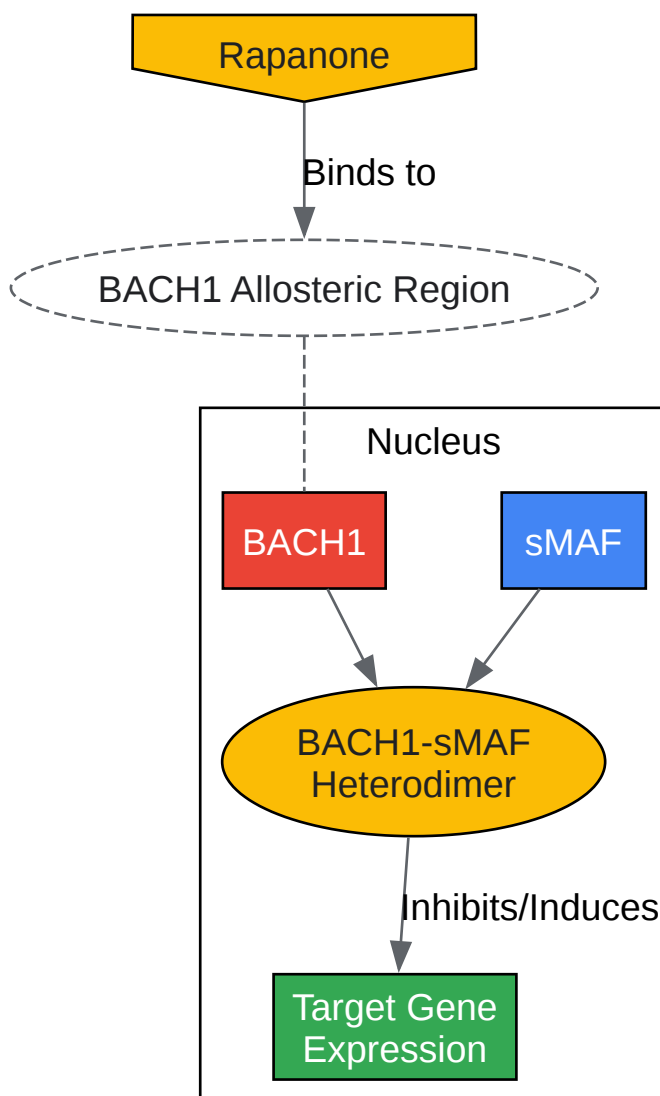 Rapanone
Binds to
BACH1 Allosteric Region
Nucleus
BACH1
sMAF
BACH1-sMAF
Heterodimer
Inhibits/Induces
Target Gene
Expression